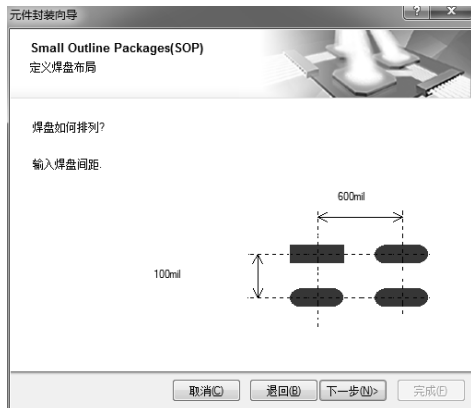 元件封装向导
Small Outline Packages(SOP)
定义焊盘布局
焊盘如何排列?
输入焊盘间距.
600mil
100mil
取消(C) 退回(B) 下一步(N)> 完成(F)